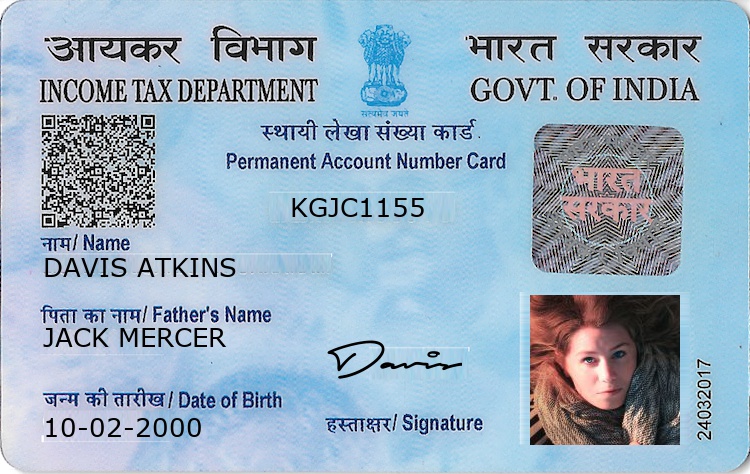 आयकर विभाग
INCOME TAX DEPARTMENT
सत्यमेव जयते
भारत सरकार
GOVT. OF INDIA
स्थायी लेखा संख्या कार्ड
Permanent Account Number Card
KGJC1155
भारत
सरकार
नाम/ Name
DAVIS ATKINS
पिता का नाम/ Father's Name
JACK MERCER
Davis
जन्म की तारीख/ Date of Birth
10-02-2000
हस्ताक्षर/ Signature
24032017